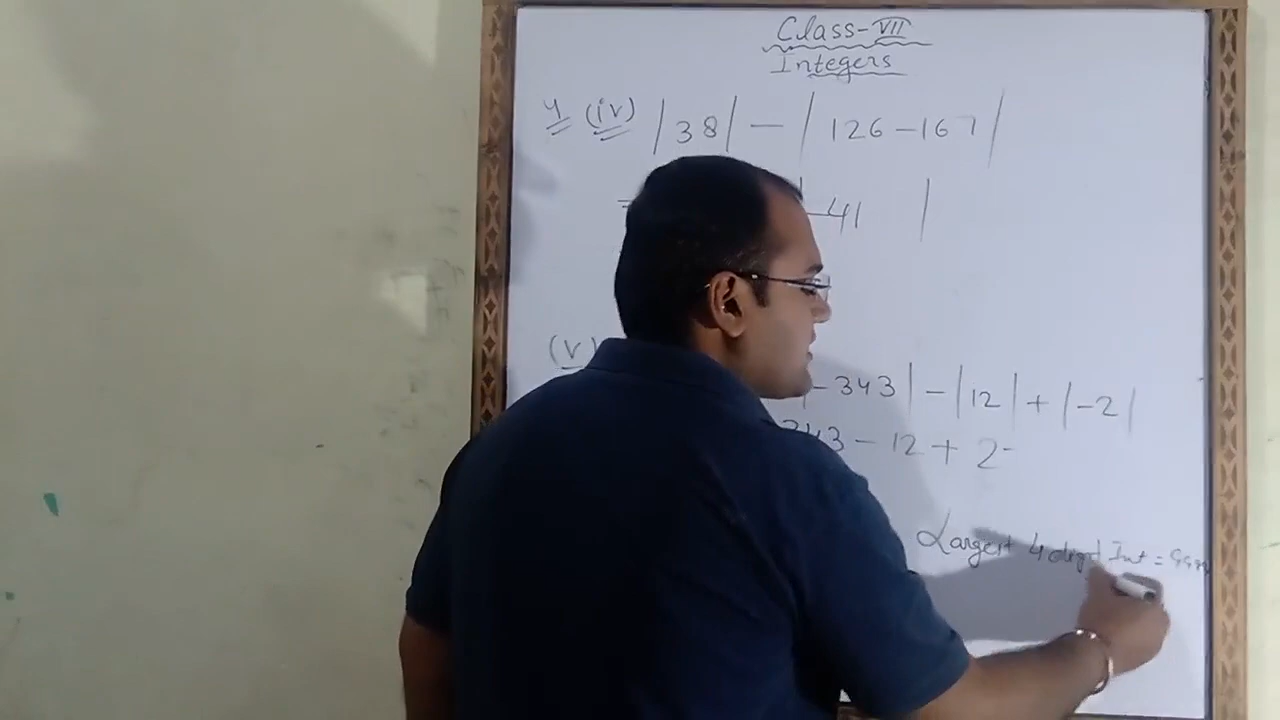 Class-VII
Integers
4 (iv) |38| - | 126 - 167 |
-41 |
(v) |-343| - |12| + |-2|
343 - 12 + 2
Largest 4 digit Int =